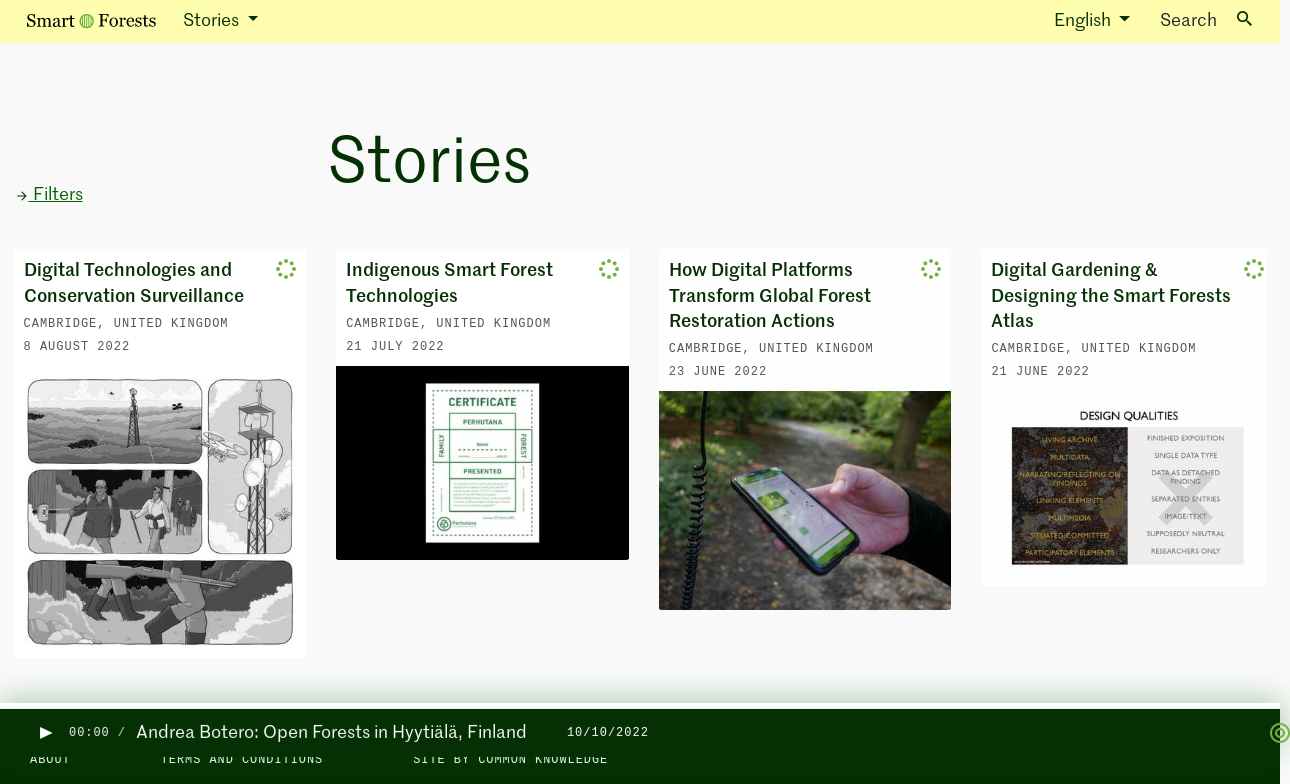 Smart Forests
Stories
English
Search
Stories
Filters
Digital Technologies and
Conservation Surveillance
CAMBRIDGE, UNITED KINGDOM
8 AUGUST 2022
Indigenous Smart Forest
Technologies
CAMBRIDGE, UNITED KINGDOM
21 JULY 2022
CERTIFICATE
PERHUTANA
FAMILY
Name
FOREST
PRESENTED
Perhutana
How Digital Platforms
Transform Global Forest
Restoration Actions
CAMBRIDGE, UNITED KINGDOM
23 JUNE 2022
Digital Gardening &
Designing the Smart Forests
Atlas
CAMBRIDGE, UNITED KINGDOM
21 JUNE 2022
DESIGN QUALITIES
LIVING ARCHIVE
MULTIDATA
NARRATING/REFLECTING ON
FINDINGS
LINKING ELEMENTS
MULTIMEDIA
SITUATED/COMMITTED
PARTICIPATORY ELEMENTS
FINISHED EXPOSITION
SINGLE DATA TYPE
DATA AS DETACHED
FINDING
SEPARATED ENTRIES
IMAGE/TEXT
SUPPOSEDLY NEUTRAL
RESEARCHERS ONLY
00:00 / Andrea Botero: Open Forests in Hyytiälä, Finland 10/10/2022
ABOUT
TERMS AND CONDITIONS
SITE BY COMMON KNOWLEDGE